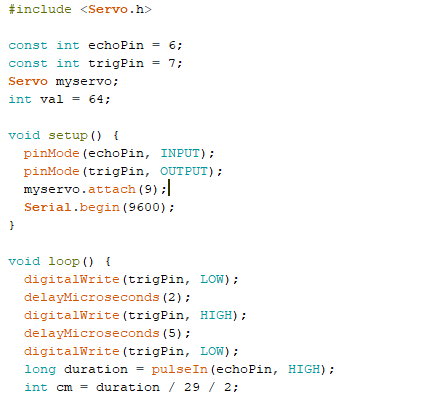 #include <Servo.h>

const int echoPin = 6;
const int trigPin = 7;
Servo myservo;
int val = 64;

void setup() {
  pinMode(echoPin, INPUT);
  pinMode(trigPin, OUTPUT);
  myservo.attach(9);
  Serial.begin(9600);
}

void loop() {
  digitalWrite(trigPin, LOW);
  delayMicroseconds(2);
  digitalWrite(trigPin, HIGH);
  delayMicroseconds(5);
  digitalWrite(trigPin, LOW);
  long duration = pulseIn(echoPin, HIGH);
  int cm = duration / 29 / 2;